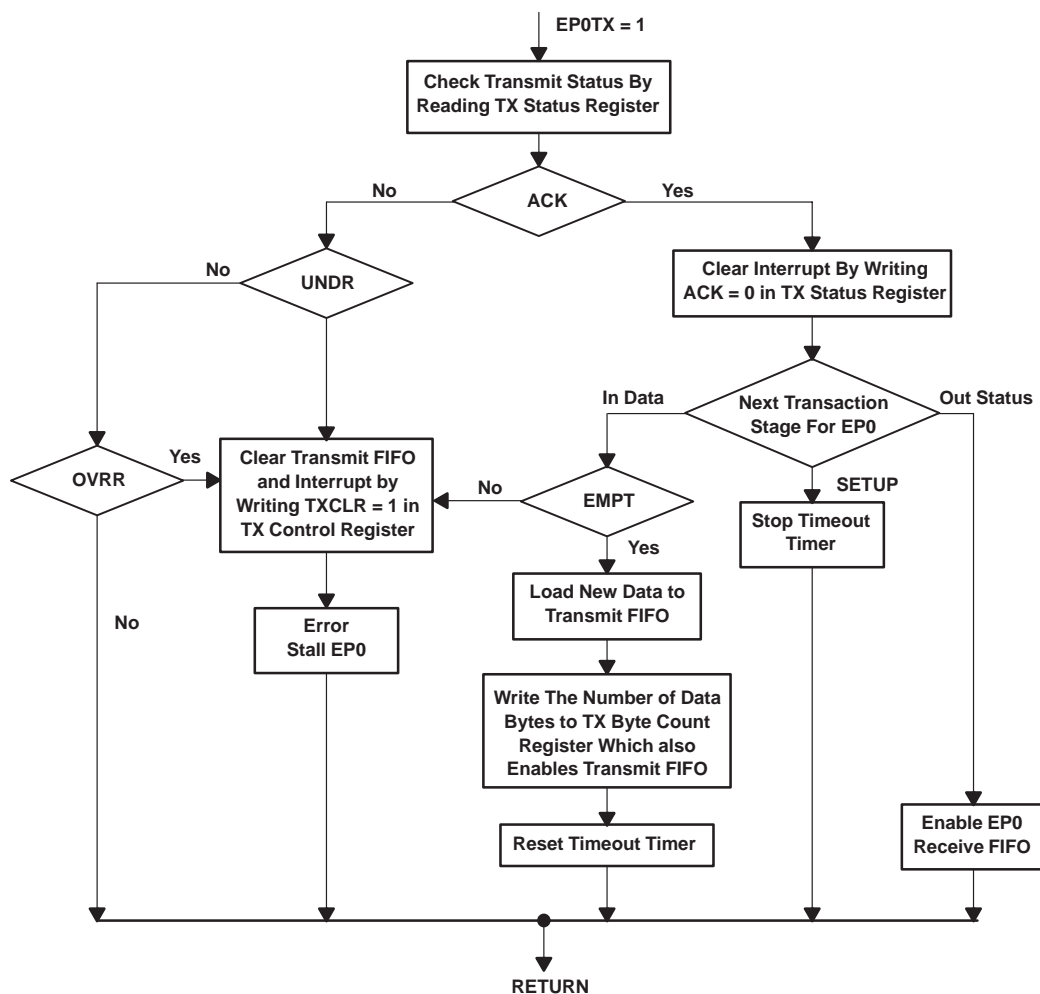 EP0TX = 1
Check Transmit Status By
Reading TX Status Register
No
ACK
Yes
No
UNDR
Clear Interrupt By Writing
ACK = 0 in TX Status Register
In Data
Next Transaction
Stage For EP0
Out Status
OVRR
Yes
Clear Transmit FIFO
and Interrupt by
Writing TXCLR = 1 in
TX Control Register
No
EMPT
SETUP
Stop Timeout
Timer
Yes
Load New Data to
Transmit FIFO
No
Error
Stall EP0
Write The Number of Data
Bytes to TX Byte Count
Register Which also
Enables Transmit FIFO
Enable EP0
Receive FIFO
Reset Timeout Timer
RETURN